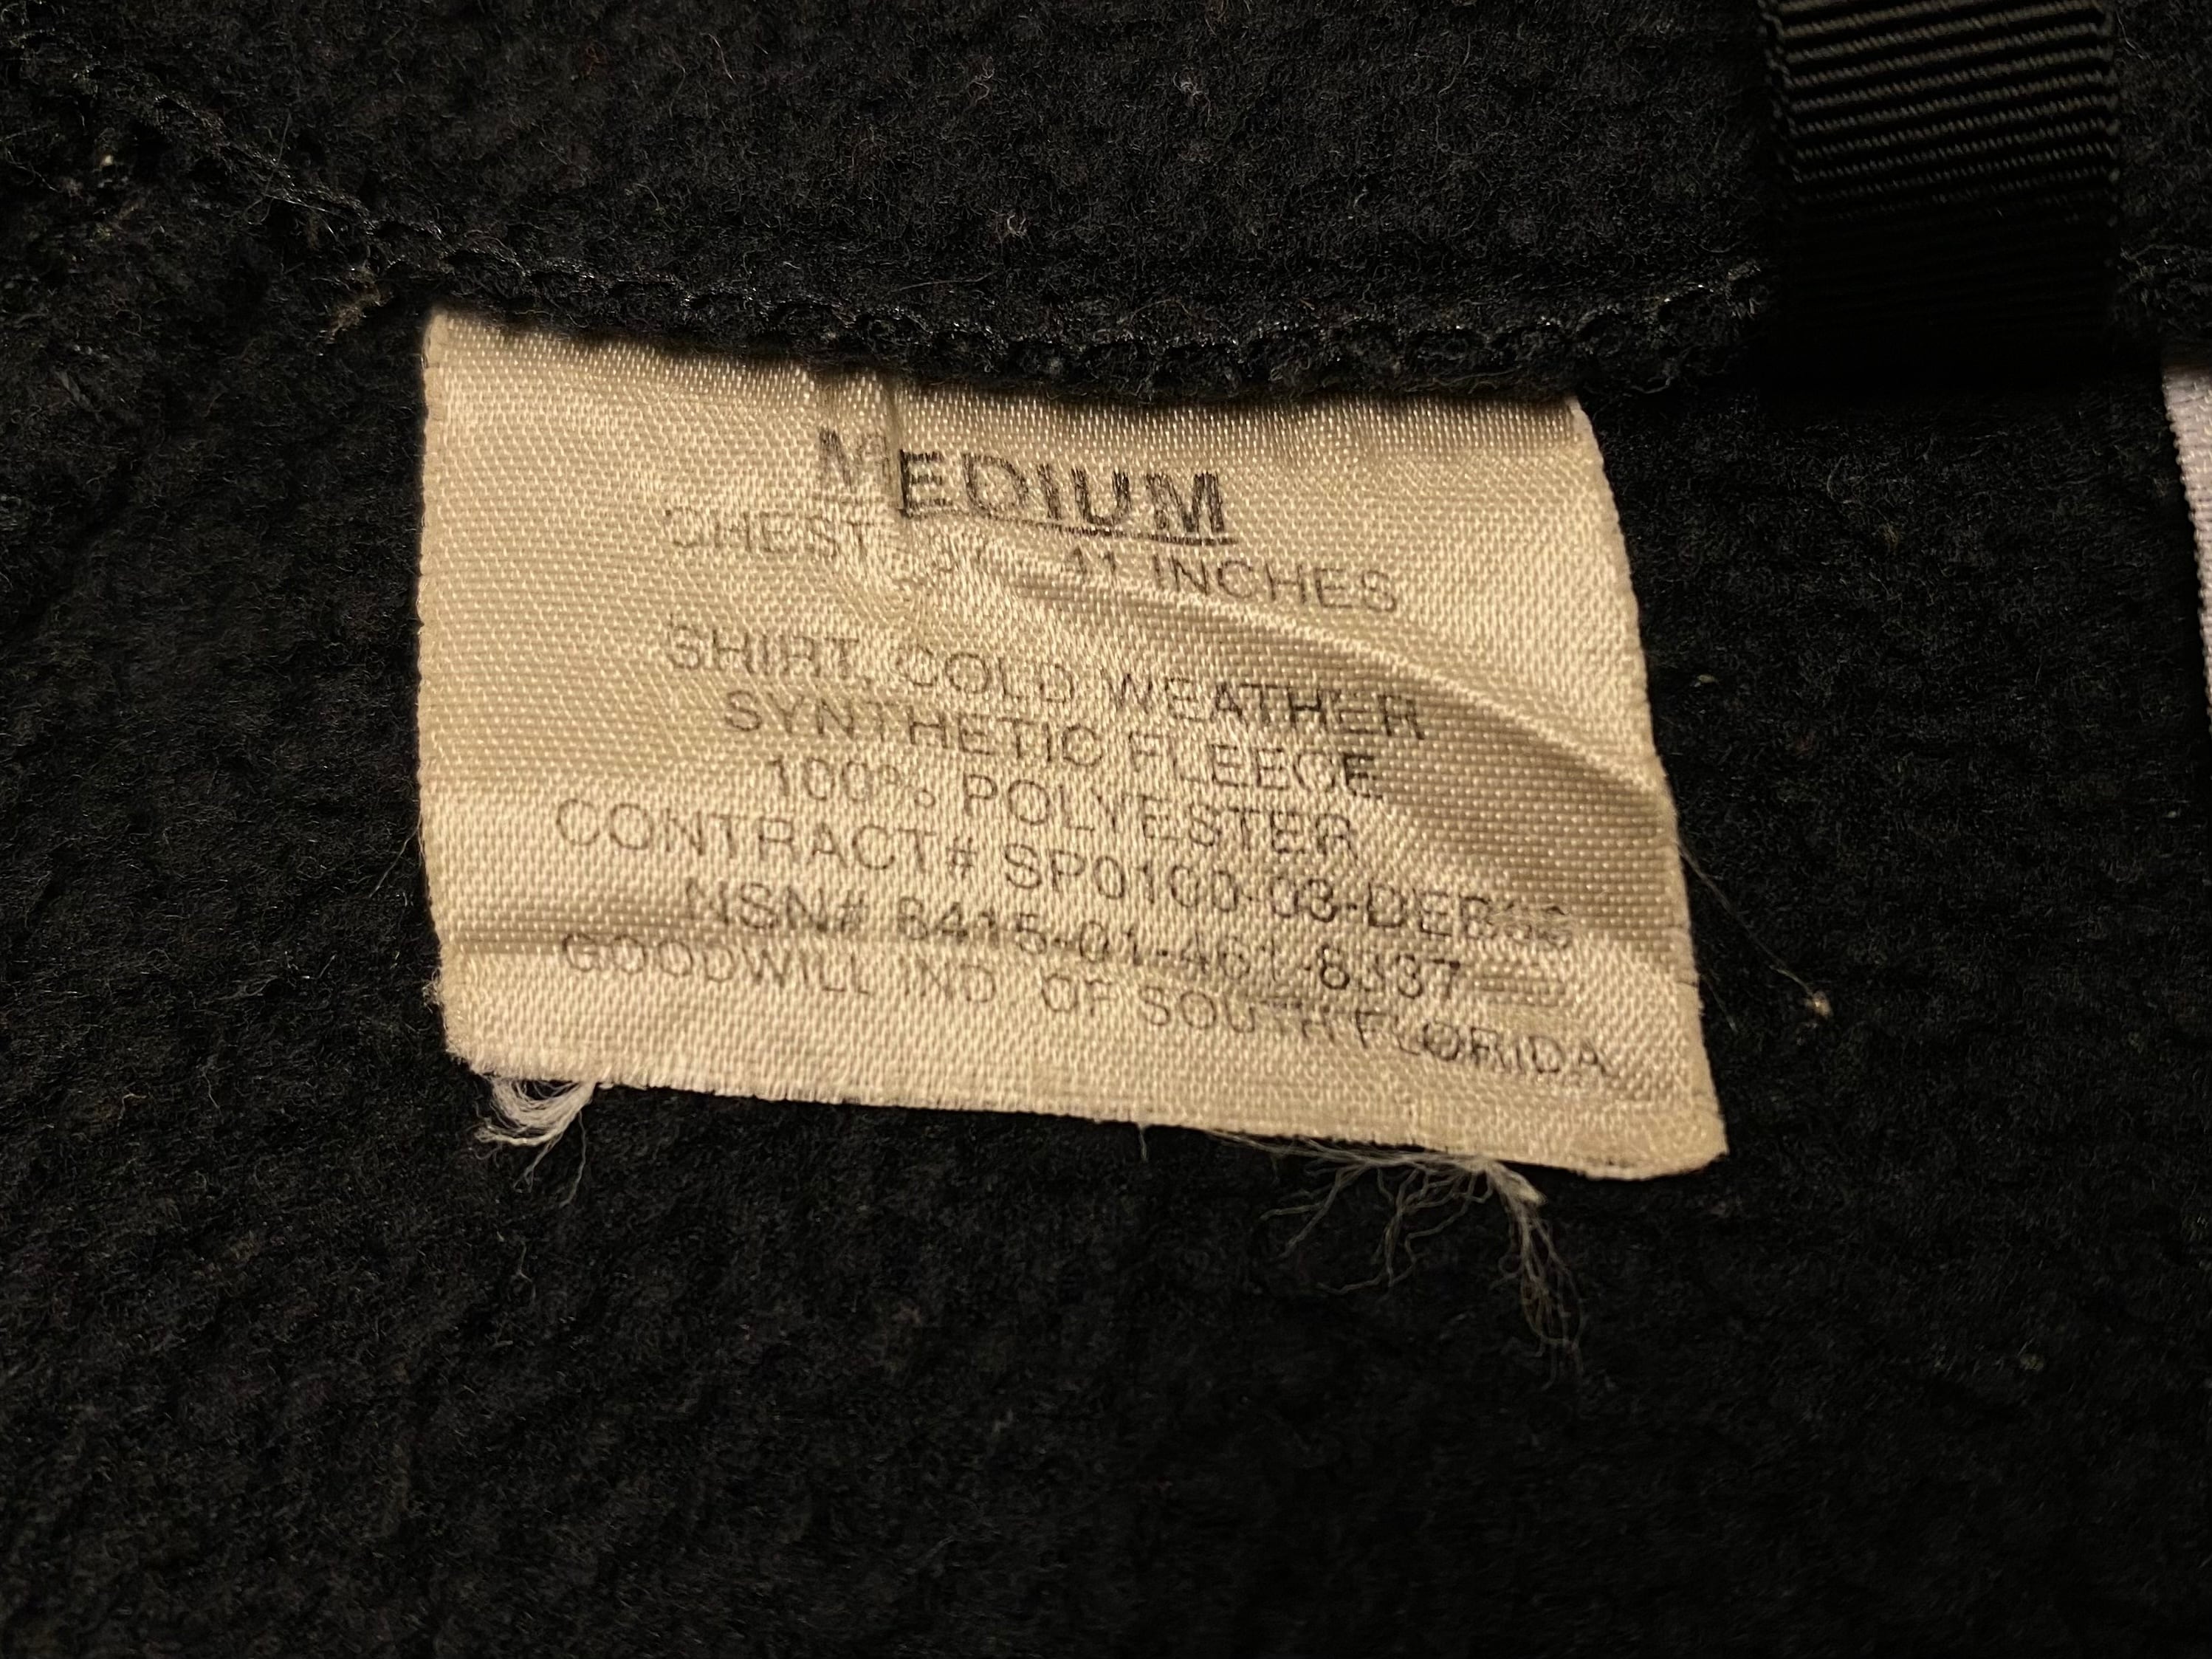 MEDIUM
CHEST 37 - 41 INCHES
SHIRT, COLD WEATHER
SYNTHETIC FLEECE
100% POLYESTER
CONTRACT# SP0100-03-
NSN# 8415-01-461-8337
GOODWILL IND. OF SOUTH FLORIDA